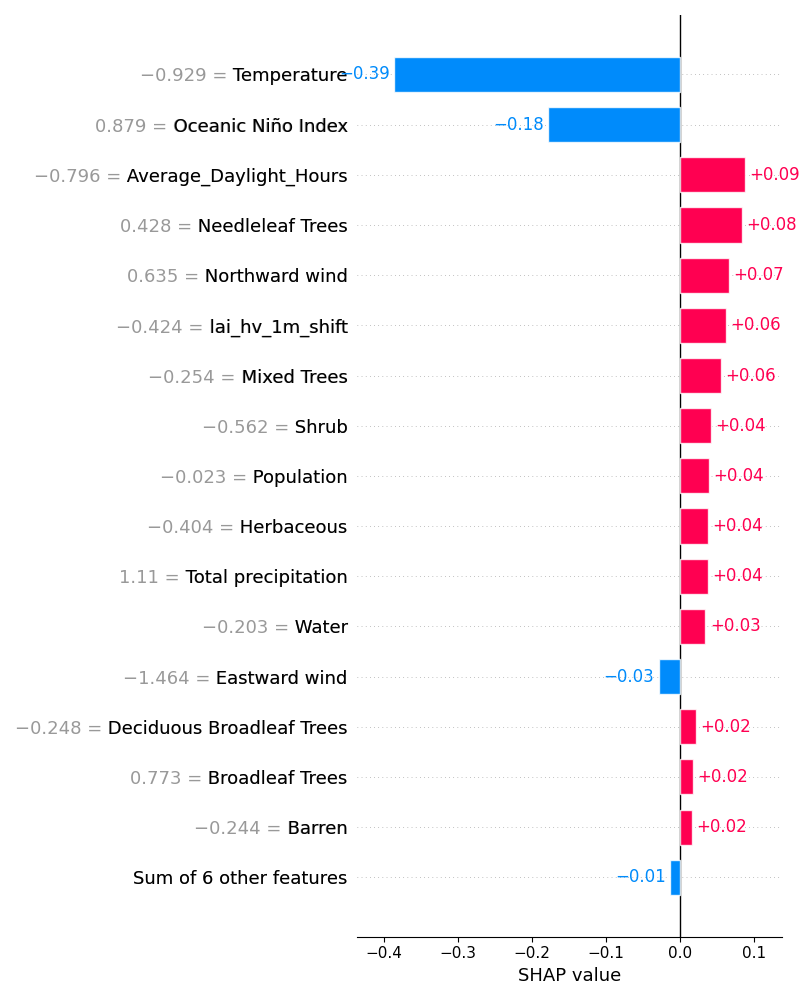 −0.929 = Temperature −0.39
0.879 = Oceanic Niño Index −0.18
−0.796 = Average_Daylight_Hours +0.09
0.428 = Needleleaf Trees +0.08
0.635 = Northward wind +0.07
−0.424 = lai_hv_1m_shift +0.06
−0.254 = Mixed Trees +0.06
−0.562 = Shrub +0.04
−0.023 = Population +0.04
−0.404 = Herbaceous +0.04
1.11 = Total precipitation +0.04
−0.203 = Water +0.03
−1.464 = Eastward wind −0.03
−0.248 = Deciduous Broadleaf Trees +0.02
0.773 = Broadleaf Trees +0.02
−0.244 = Barren +0.02
Sum of 6 other features −0.01
−0.4 −0.3 −0.2 −0.1 0.0 0.1
SHAP value